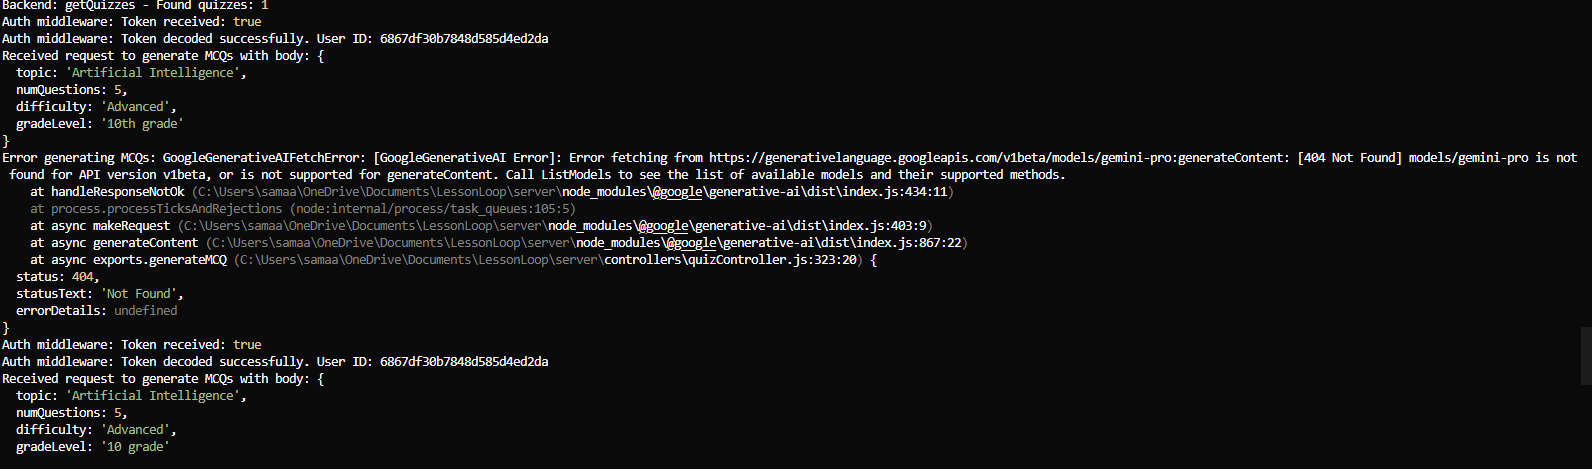 Backend: getQuizzes - Found quizzes: 1
Auth middleware: Token received: true
Auth middleware: Token decoded successfully. User ID: 6867df30b7848d585d4ed2da
Received request to generate MCQs with body: {
  topic: 'Artificial Intelligence',
  numQuestions: 5,
  difficulty: 'Advanced',
  gradeLevel: '10th grade'
}
Error generating MCQs: GoogleGenerativeAIFetchError: [GoogleGenerativeAI Error]: Error fetching from https://generativelanguage.googleapis.com/v1beta/models/gemini-pro:generateContent: [404 Not Found] models/gemini-pro is not
 found for API version v1beta, or is not supported for generateContent. Call ListModels to see the list of available models and their supported methods.
    at handleResponseNotOk (C:\Users\samaa\OneDrive\Documents\LessonLoop\server\node_modules\@google\generative-ai\dist\index.js:434:11)
    at process.processTicksAndRejections (node:internal/process/task_queues:105:5)
    at async makeRequest (C:\Users\samaa\OneDrive\Documents\LessonLoop\server\node_modules\@google\generative-ai\dist\index.js:403:9)
    at async generateContent (C:\Users\samaa\OneDrive\Documents\LessonLoop\server\node_modules\@google\generative-ai\dist\index.js:867:22)
    at async exports.generateMCQ (C:\Users\samaa\OneDrive\Documents\LessonLoop\server\controllers\quizController.js:323:20) {
  status: 404,
  statusText: 'Not Found',
  errorDetails: undefined
}
Auth middleware: Token received: true
Auth middleware: Token decoded successfully. User ID: 6867df30b7848d585d4ed2da
Received request to generate MCQs with body: {
  topic: 'Artificial Intelligence',
  numQuestions: 5,
  difficulty: 'Advanced',
  gradeLevel: '10 grade'